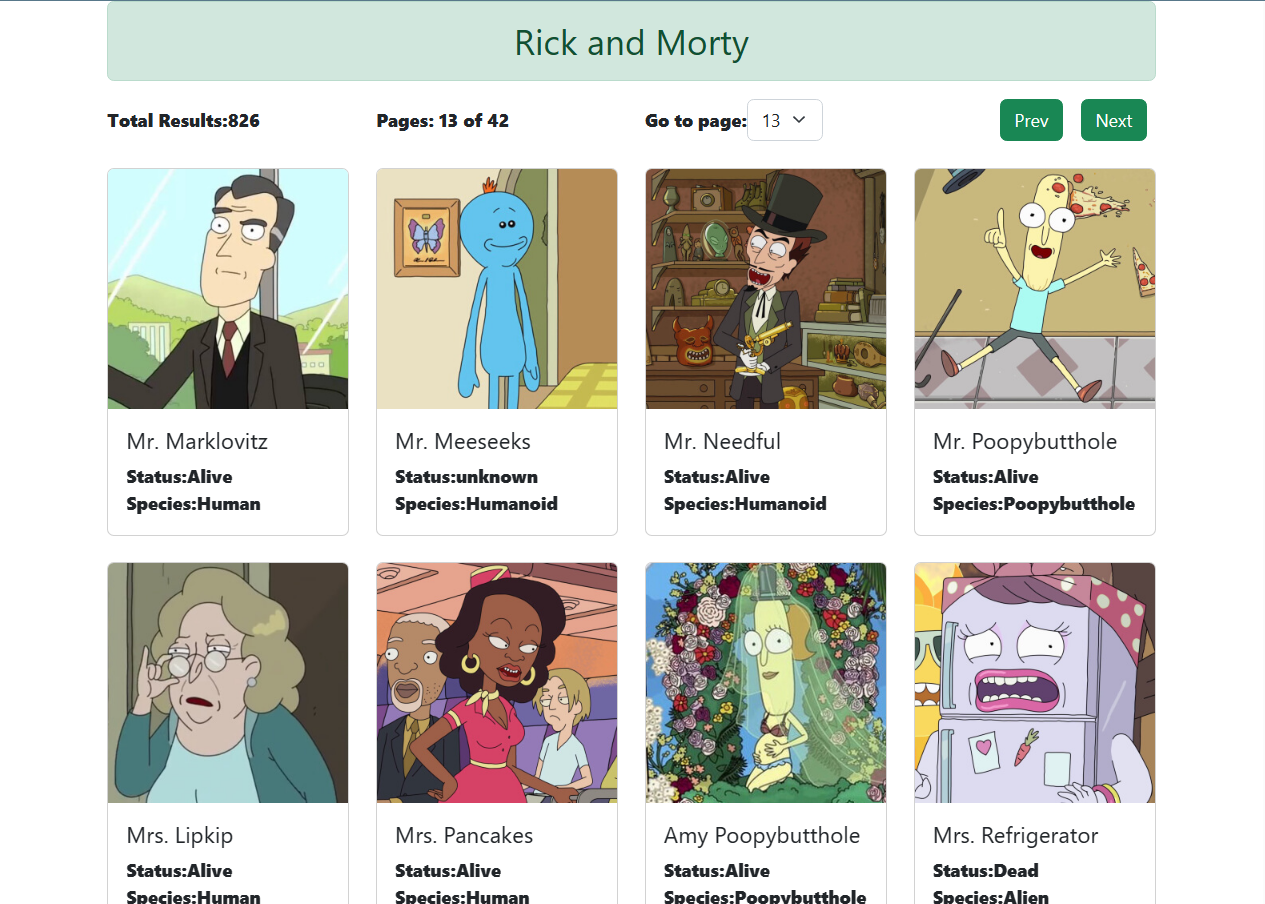 Rick and Morty
Total Results:826 Pages: 13 of 42 Go to page: 13 Prev Next
Mr. Marklovitz
Status:Alive
Species:Human
Mr. Meeseeks
Status:unknown
Species:Humanoid
Mr. Needful
Status:Alive
Species:Humanoid
Mr. Poopybutthole
Status:Alive
Species:Poopybutthole
Mrs. Lipkip
Status:Alive
Species:Human
Mrs. Pancakes
Status:Alive
Species:Human
Amy Poopybutthole
Status:Alive
Species:Poopybutthole
Mrs. Refrigerator
Status:Dead
Species:Alien